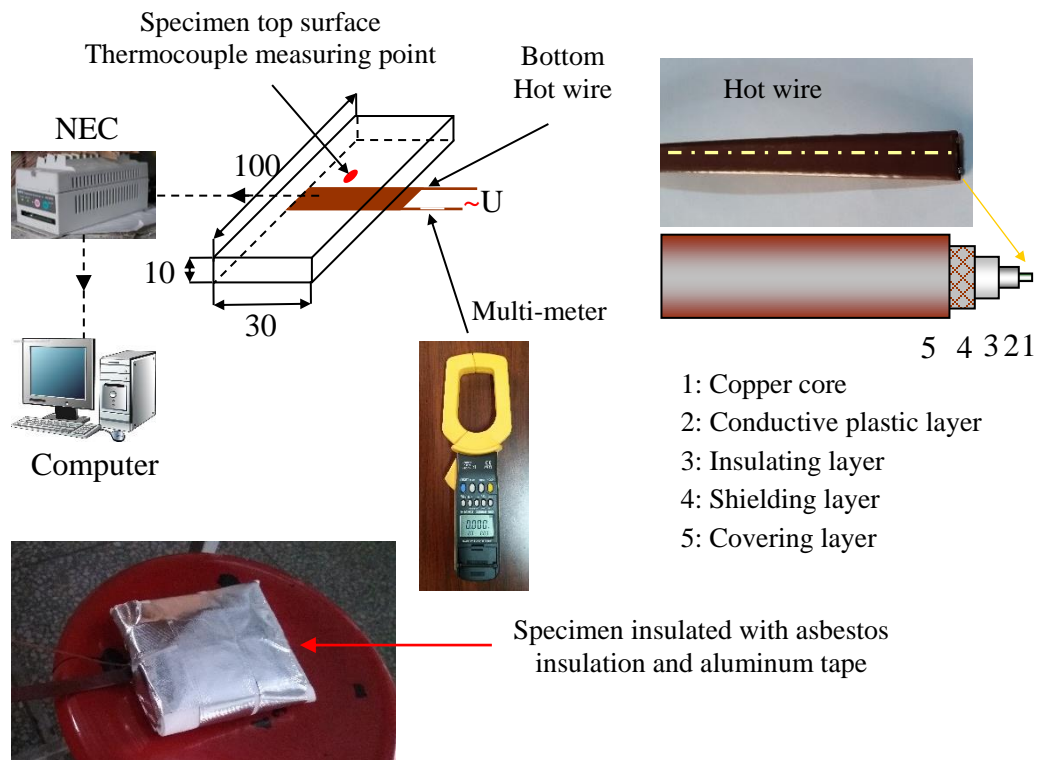 Specimen top surface
Thermocouple measuring point
Bottom
Hot wire
Hot wire
NEC
100
~U
10
30
Multi-meter
5 4 3 2 1
1: Copper core
2: Conductive plastic layer
3: Insulating layer
4: Shielding layer
5: Covering layer
Computer
0.000
Specimen insulated with asbestos
insulation and aluminum tape